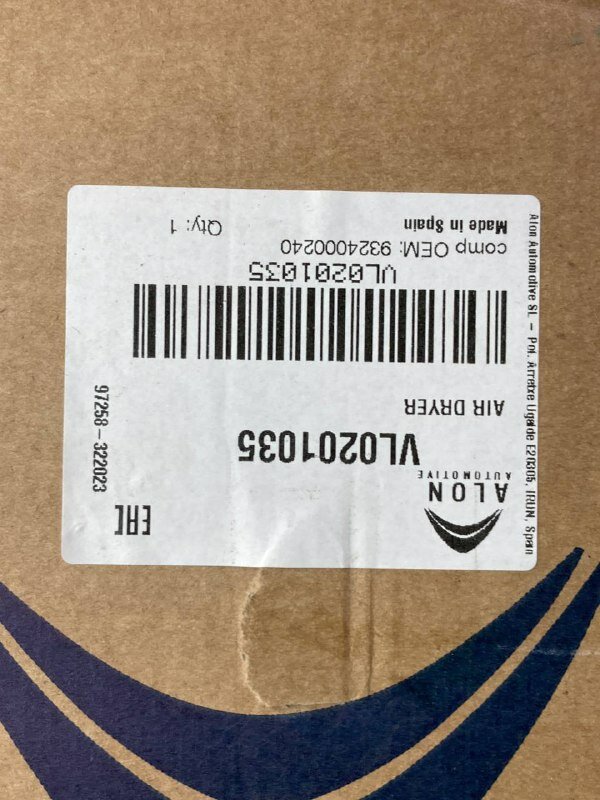 ALON
AUTOMOTIVE
VL0201035
AIR DRYER
VL0201035
comp OEM: 9324000240
Made in Spain
Qty: 1
EAC
97258-322023
Alon Automotive SL - Pol. Arretxe Ugalde E20305, IRUN, Spain